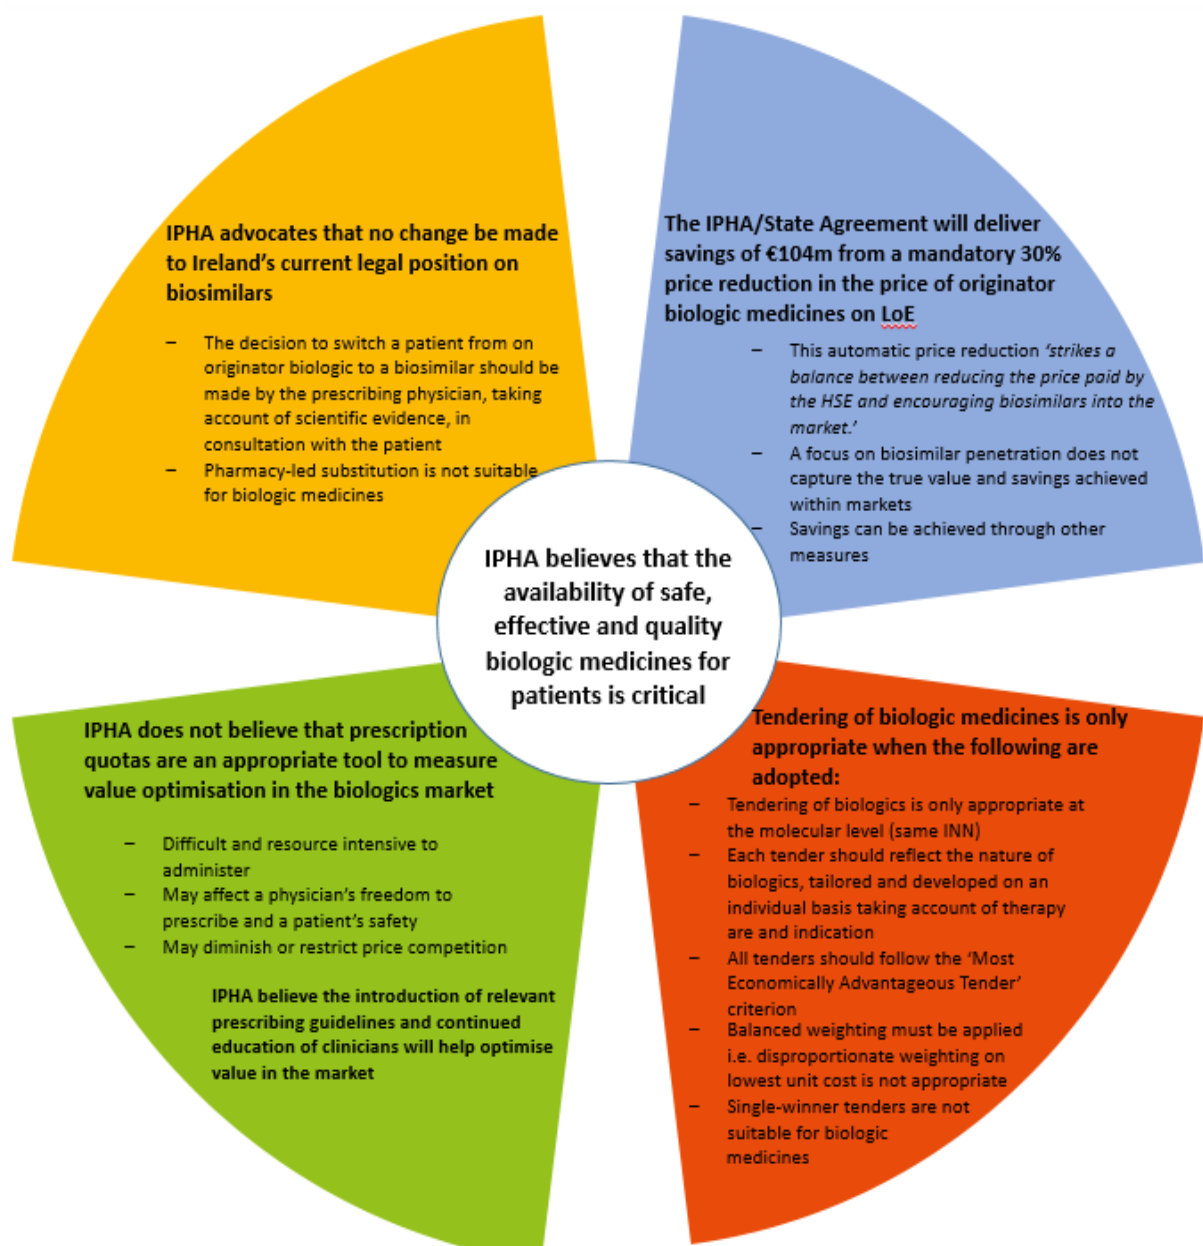 IPHA advocates that no change be made
to Ireland's current legal position on
biosimilars
– The decision to switch a patient from on
originator biologic to a biosimilar should be
made by the prescribing physician, taking
account of scientific evidence, in
consultation with the patient
– Pharmacy-led substitution is not suitable
for biologic medicines
The IPHA/State Agreement will deliver
savings of €104m from a mandatory 30%
price reduction in the price of originator
biologic medicines on LoE
– This automatic price reduction ‘strikes a
balance between reducing the price paid by
the HSE and encouraging biosimilars into the
market.’
– A focus on biosimilar penetration does not
capture the true value and savings achieved
within markets
– Savings can be achieved through other
measures
IPHA believes that the
availability of safe,
effective and quality
biologic medicines for
patients is critical
IPHA does not believe that prescription
quotas are an appropriate tool to measure
value optimisation in the biologics market
– Difficult and resource intensive to
administer
– May affect a physician's freedom to
prescribe and a patient's safety
– May diminish or restrict price competition
IPHA believe the introduction of relevant
prescribing guidelines and continued
education of clinicians will help optimise
value in the market
Tendering of biologic medicines is only
appropriate when the following are
adopted:
– Tendering of biologics is only appropriate at
the molecular level (same INN)
– Each tender should reflect the nature of
biologics, tailored and developed on an
individual basis taking account of therapy
are and indication
– All tenders should follow the ‘Most
Economically Advantageous Tender’
criterion
– Balanced weighting must be applied
i.e. disproportionate weighting on
lowest unit cost is not appropriate
– Single-winner tenders are not
suitable for biologic
medicines